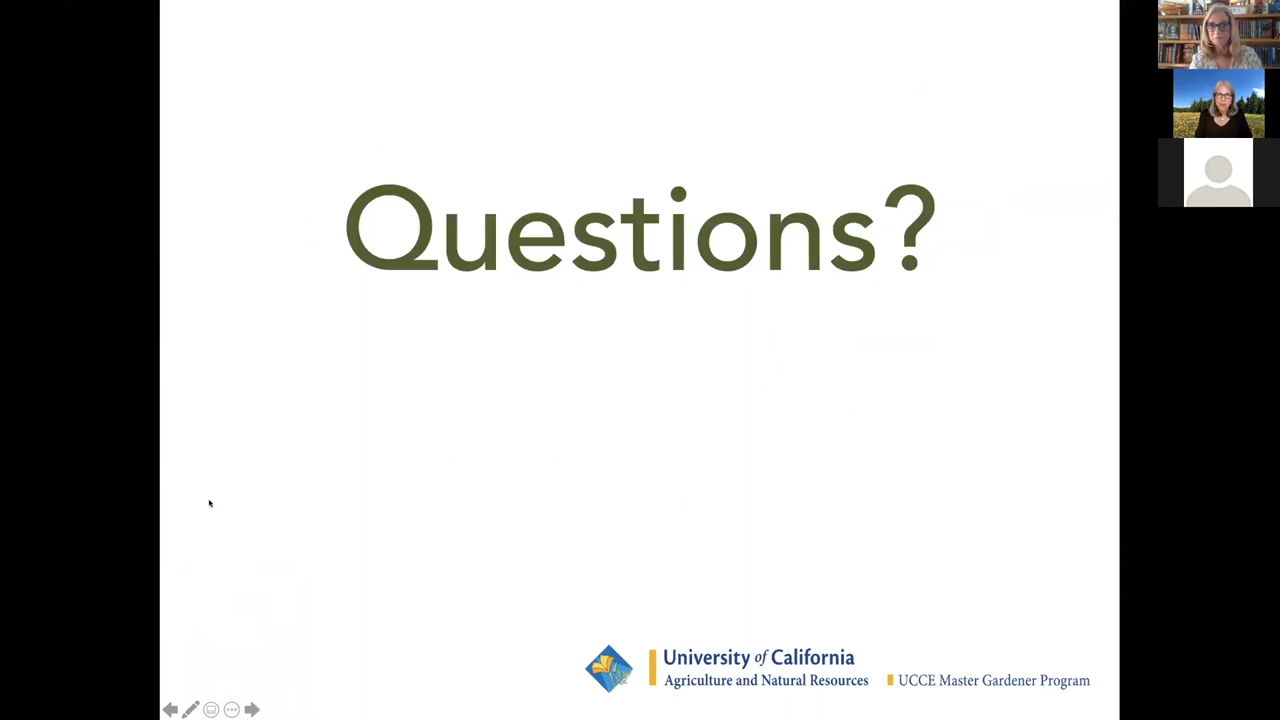 Questions?
University of California
Agriculture and Natural Resources
UCCE Master Gardener Program